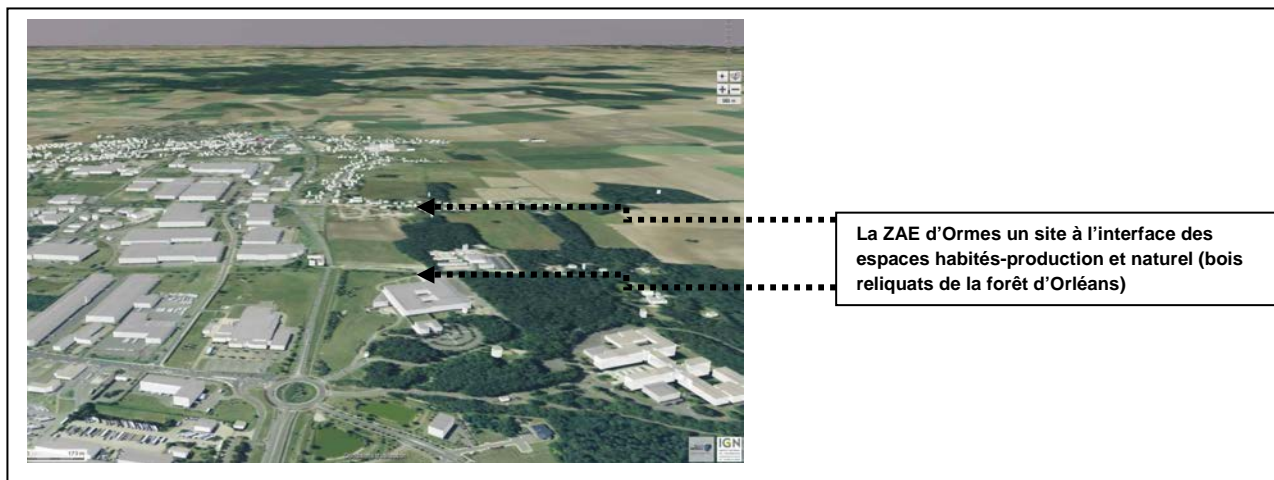 La ZAE d'Ormes un site à l'interface des
espaces habités-production et naturel (bois
reliquats de la forêt d'Orléans)
173 m
IGN